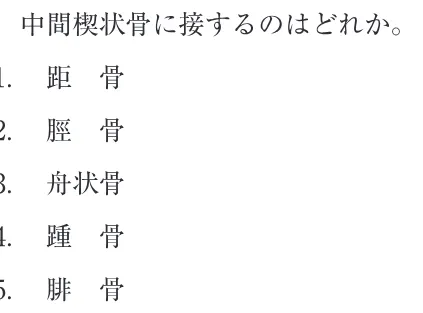 中間楔状骨に接するのはどれか。
1. 距 骨
2. 脛 骨
3. 舟状骨
4. 踵 骨
5. 腓 骨